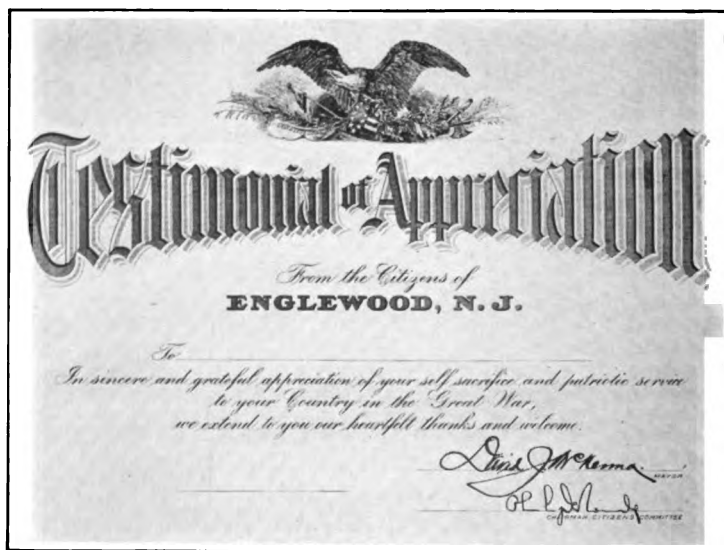 Testimonial of Appreciation
From the Citizens of
ENGLEWOOD, N. J.
To
In sincere and grateful appreciation of your self sacrifice and patriotic service
to your Country in the Great War,
we extend to you our heartfelt thanks and welcome.
David J. McKenna.
MAYOR
CHAIRMAN CITIZENS COMMITTEE